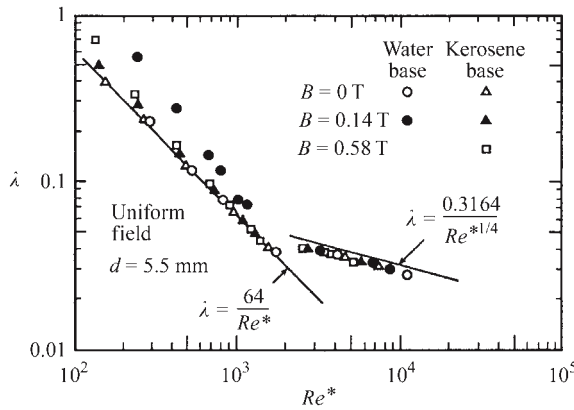 1
Water base
Kerosene base
B = 0 T
B = 0.14 T
B = 0.58 T
λ
0.1
Uniform field
d = 5.5 mm
λ = 0.3164 / Re*1/4
λ = 64 / Re*
0.01
10² 10³ 10⁴ 10⁵
Re*